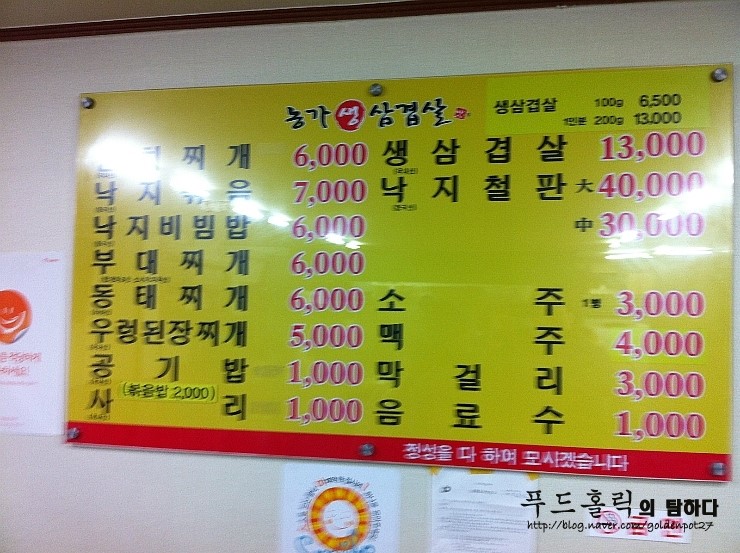 농가 생 삼겹살
생삼겹살 100g 6,500
1인분 200g 13,000
찌개 6,000
낙지볶음 7,000
낙지비빔밥 6,000
부대찌개 6,000
동태찌개 6,000
우렁된장찌개 5,000
공기밥 1,000
(볶음밥 2,000)
사리 1,000
생삼겹살 13,000
낙지철판 大 40,000
中 30,000
소주 1병 3,000
맥주 4,000
막걸리 3,000
음료수 1,000
정성을 다 하여 모시겠습니다
푸드홀릭의 탐하다
http://blog.naver.com/goldenpot27